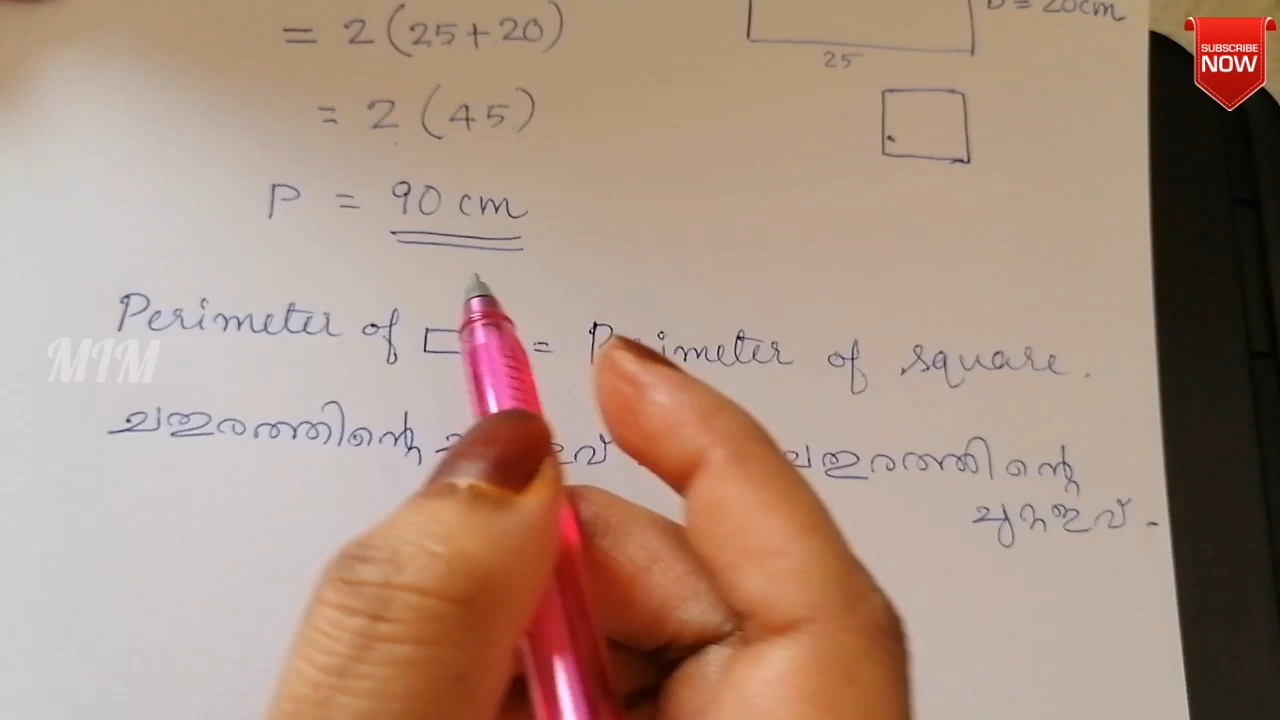 = 2 (25+20)
b = 20cm
25
= 2 (45)
P = 90 cm
Perimeter of = Perimeter of square.
ചതുരത്തിന്റെ ചതുരത്തിന്റെ
ചുറ്റളവ് -
SUBSCRIBE
NOW
MIM